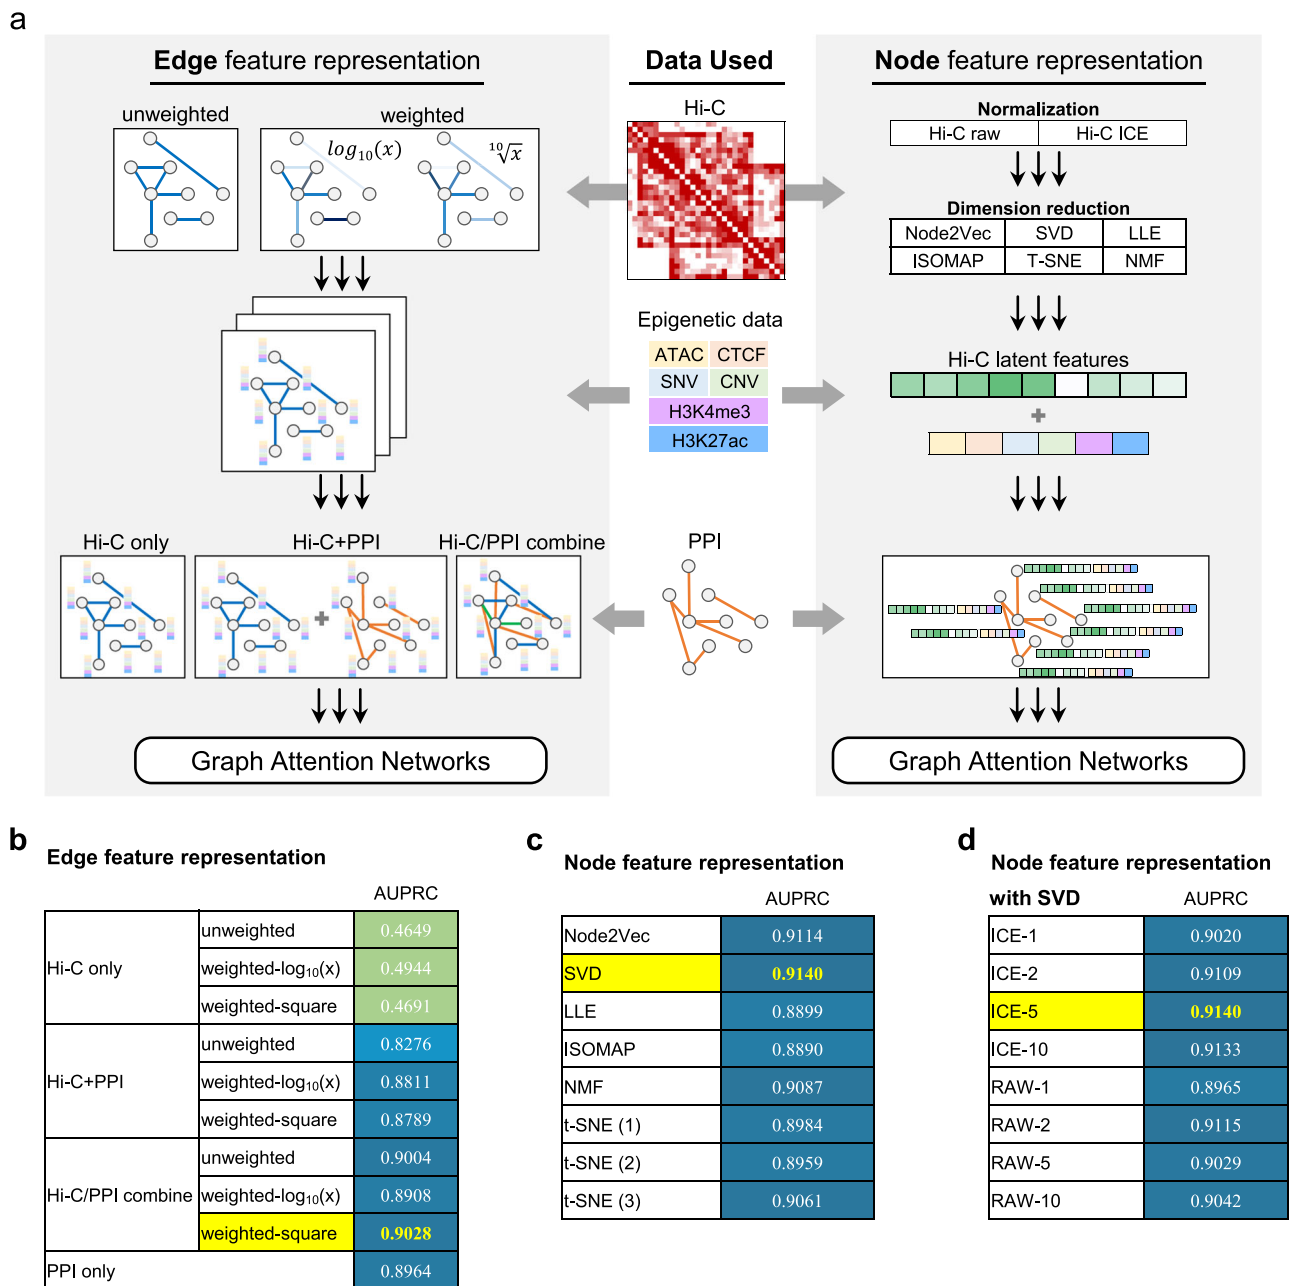 a
Edge feature representation
Data Used
Node feature representation
unweighted
weighted
log₁₀(x)
¹⁰√x
Hi-C
Normalization
Hi-C raw
Hi-C ICE
Dimension reduction
Node2Vec
SVD
LLE
ISOMAP
T-SNE
NMF
Epigenetic data
ATAC
CTCF
SNV
CNV
H3K4me3
H3K27ac
Hi-C latent features
+
Hi-C only
Hi-C+PPI
Hi-C/PPI combine
+
PPI
Graph Attention Networks
Graph Attention Networks
b
Edge feature representation
AUPRC
Hi-C only
unweighted 0.4649
weighted-log₁₀(x) 0.4944
weighted-square 0.4691
Hi-C+PPI
unweighted 0.8276
weighted-log₁₀(x) 0.8811
weighted-square 0.8789
Hi-C/PPI combine
unweighted 0.9004
weighted-log₁₀(x) 0.8908
weighted-square 0.9028
PPI only 0.8964
c
Node feature representation
AUPRC
Node2Vec 0.9114
SVD 0.9140
LLE 0.8899
ISOMAP 0.8890
NMF 0.9087
t-SNE (1) 0.8984
t-SNE (2) 0.8959
t-SNE (3) 0.9061
d
Node feature representation
with SVD AUPRC
ICE-1 0.9020
ICE-2 0.9109
ICE-5 0.9140
ICE-10 0.9133
RAW-1 0.8965
RAW-2 0.9115
RAW-5 0.9029
RAW-10 0.9042